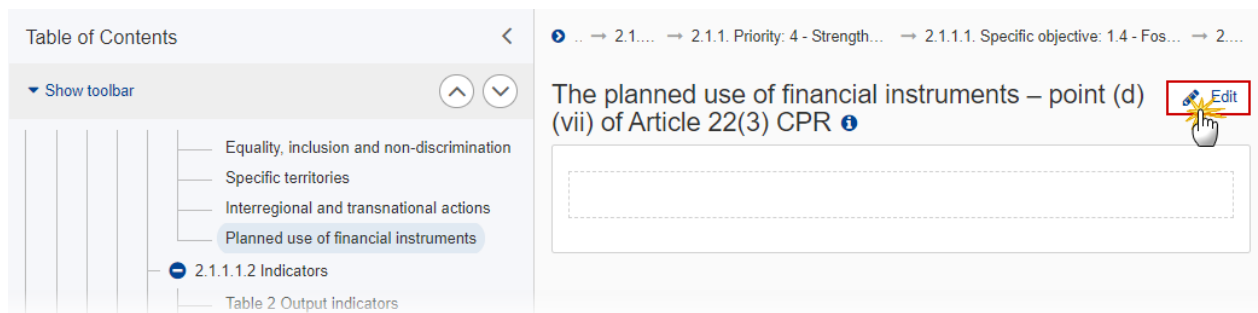 Table of Contents
.. → 2.1.... → 2.1.1. Priority: 4 - Strength... → 2.1.1.1. Specific objective: 1.4 - Fos... → 2....
Show toolbar
The planned use of financial instruments – point (d)
(vii) of Article 22(3) CPR
Edit
Equality, inclusion and non-discrimination
Specific territories
Interregional and transnational actions
Planned use of financial instruments
2.1.1.1.2 Indicators
Table 2 Output indicators